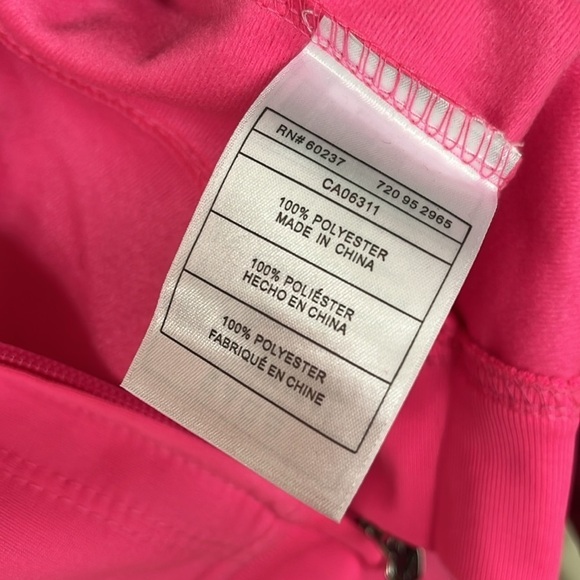 RN# 60237 720 95 2965
CA06311
100% POLYESTER
MADE IN CHINA
100% POLIÉSTER
HECHO EN CHINA
100% POLYESTER
FABRIQUÉ EN CHINE